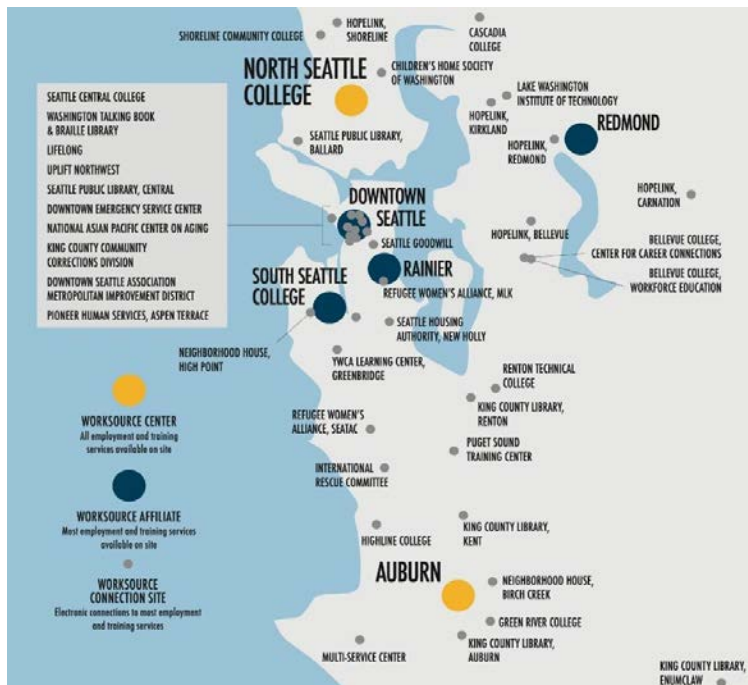 SHORELINE COMMUNITY COLLEGE
HOPELINK,
SHORELINE
CASCADIA
COLLEGE
NORTH SEATTLE
COLLEGE
CHILDREN'S HOME SOCIETY
OF WASHINGTON
LAKE WASHINGTON
INSTITUTE OF TECHNOLOGY
HOPELINK,
KIRKLAND
REDMOND
HOPELINK,
REDMOND
SEATTLE PUBLIC LIBRARY,
BALLARD
SEATTLE CENTRAL COLLEGE
WASHINGTON TALKING BOOK
& BRAILLE LIBRARY
LIFELONG
UPLIFT NORTHWEST
SEATTLE PUBLIC LIBRARY, CENTRAL
DOWNTOWN EMERGENCY SERVICE CENTER
NATIONAL ASIAN PACIFIC CENTER ON AGING
KING COUNTY COMMUNITY
CORRECTIONS DIVISION
DOWNTOWN SEATTLE ASSOCIATION
METROPOLITAN IMPROVEMENT DISTRICT
PIONEER HUMAN SERVICES, ASPEN TERRACE
DOWNTOWN
SEATTLE
HOPELINK,
CARNATION
SEATTLE GOODWILL
HOPELINK, BELLEVUE
BELLEVUE COLLEGE,
CENTER FOR CAREER CONNECTIONS
BELLEVUE COLLEGE,
WORKFORCE EDUCATION
RAINIER
SOUTH SEATTLE
COLLEGE
REFUGEE WOMEN'S ALLIANCE, MLK
SEATTLE HOUSING
AUTHORITY, NEW HOLLY
NEIGHBORHOOD HOUSE,
HIGH POINT
YWCA LEARNING CENTER,
GREENBRIDGE
RENTON TECHNICAL
COLLEGE
KING COUNTY LIBRARY,
RENTON
REFUGEE WOMEN'S
ALLIANCE, SEATAC
PUGET SOUND
TRAINING CENTER
INTERNATIONAL
RESCUE COMMITTEE
HIGHLINE COLLEGE
KING COUNTY LIBRARY,
KENT
AUBURN
NEIGHBORHOOD HOUSE,
BIRCH CREEK
GREEN RIVER COLLEGE
KING COUNTY LIBRARY,
AUBURN
MULTI-SERVICE CENTER
KING COUNTY LIBRARY,
ENUMCLAW
WORKSOURCE CENTER
All employment and training
services available on site
WORKSOURCE AFFILIATE
Most employment and training services
available on site
WORKSOURCE
CONNECTION SITE
Electronic connections to most employment
and training services